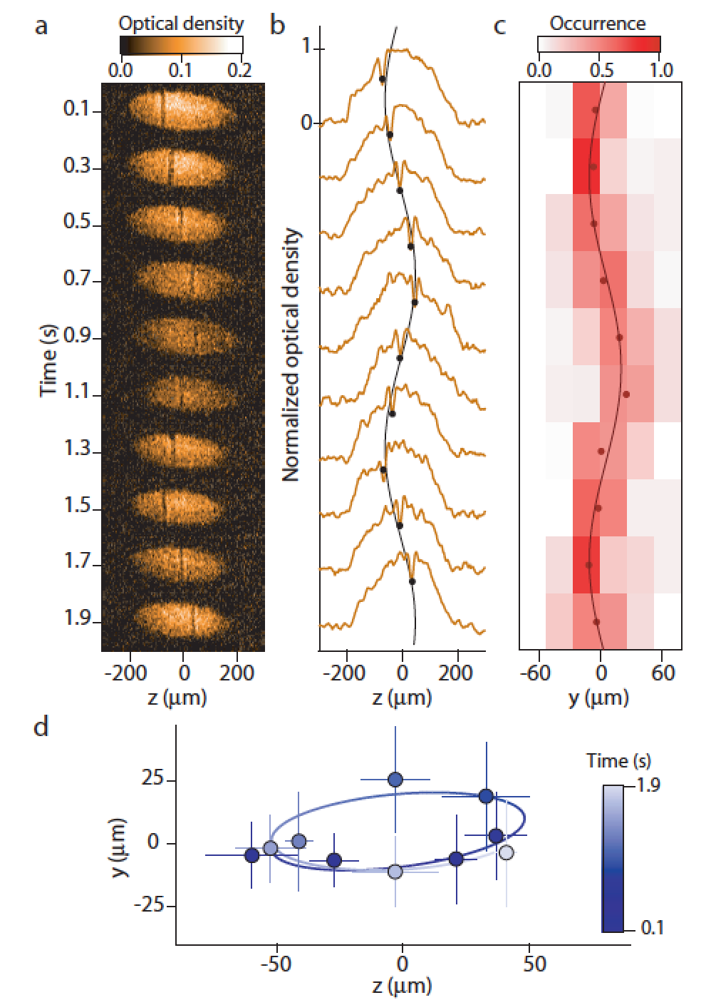 a
Optical density
0.0 0.1 0.2
b
c
Occurrence
0.0 0.5 1.0
Time (s)
0.1
0.3
0.5
0.7
0.9
1.1
1.3
1.5
1.7
1.9
-200 0 200
z (μm)
Normalized optical density
1
0
-200 0 200
z (μm)
-60 0 60
y (μm)
d
y (μm)
25
0
-25
-50 0 50
z (μm)
Time (s)
1.9
0.1